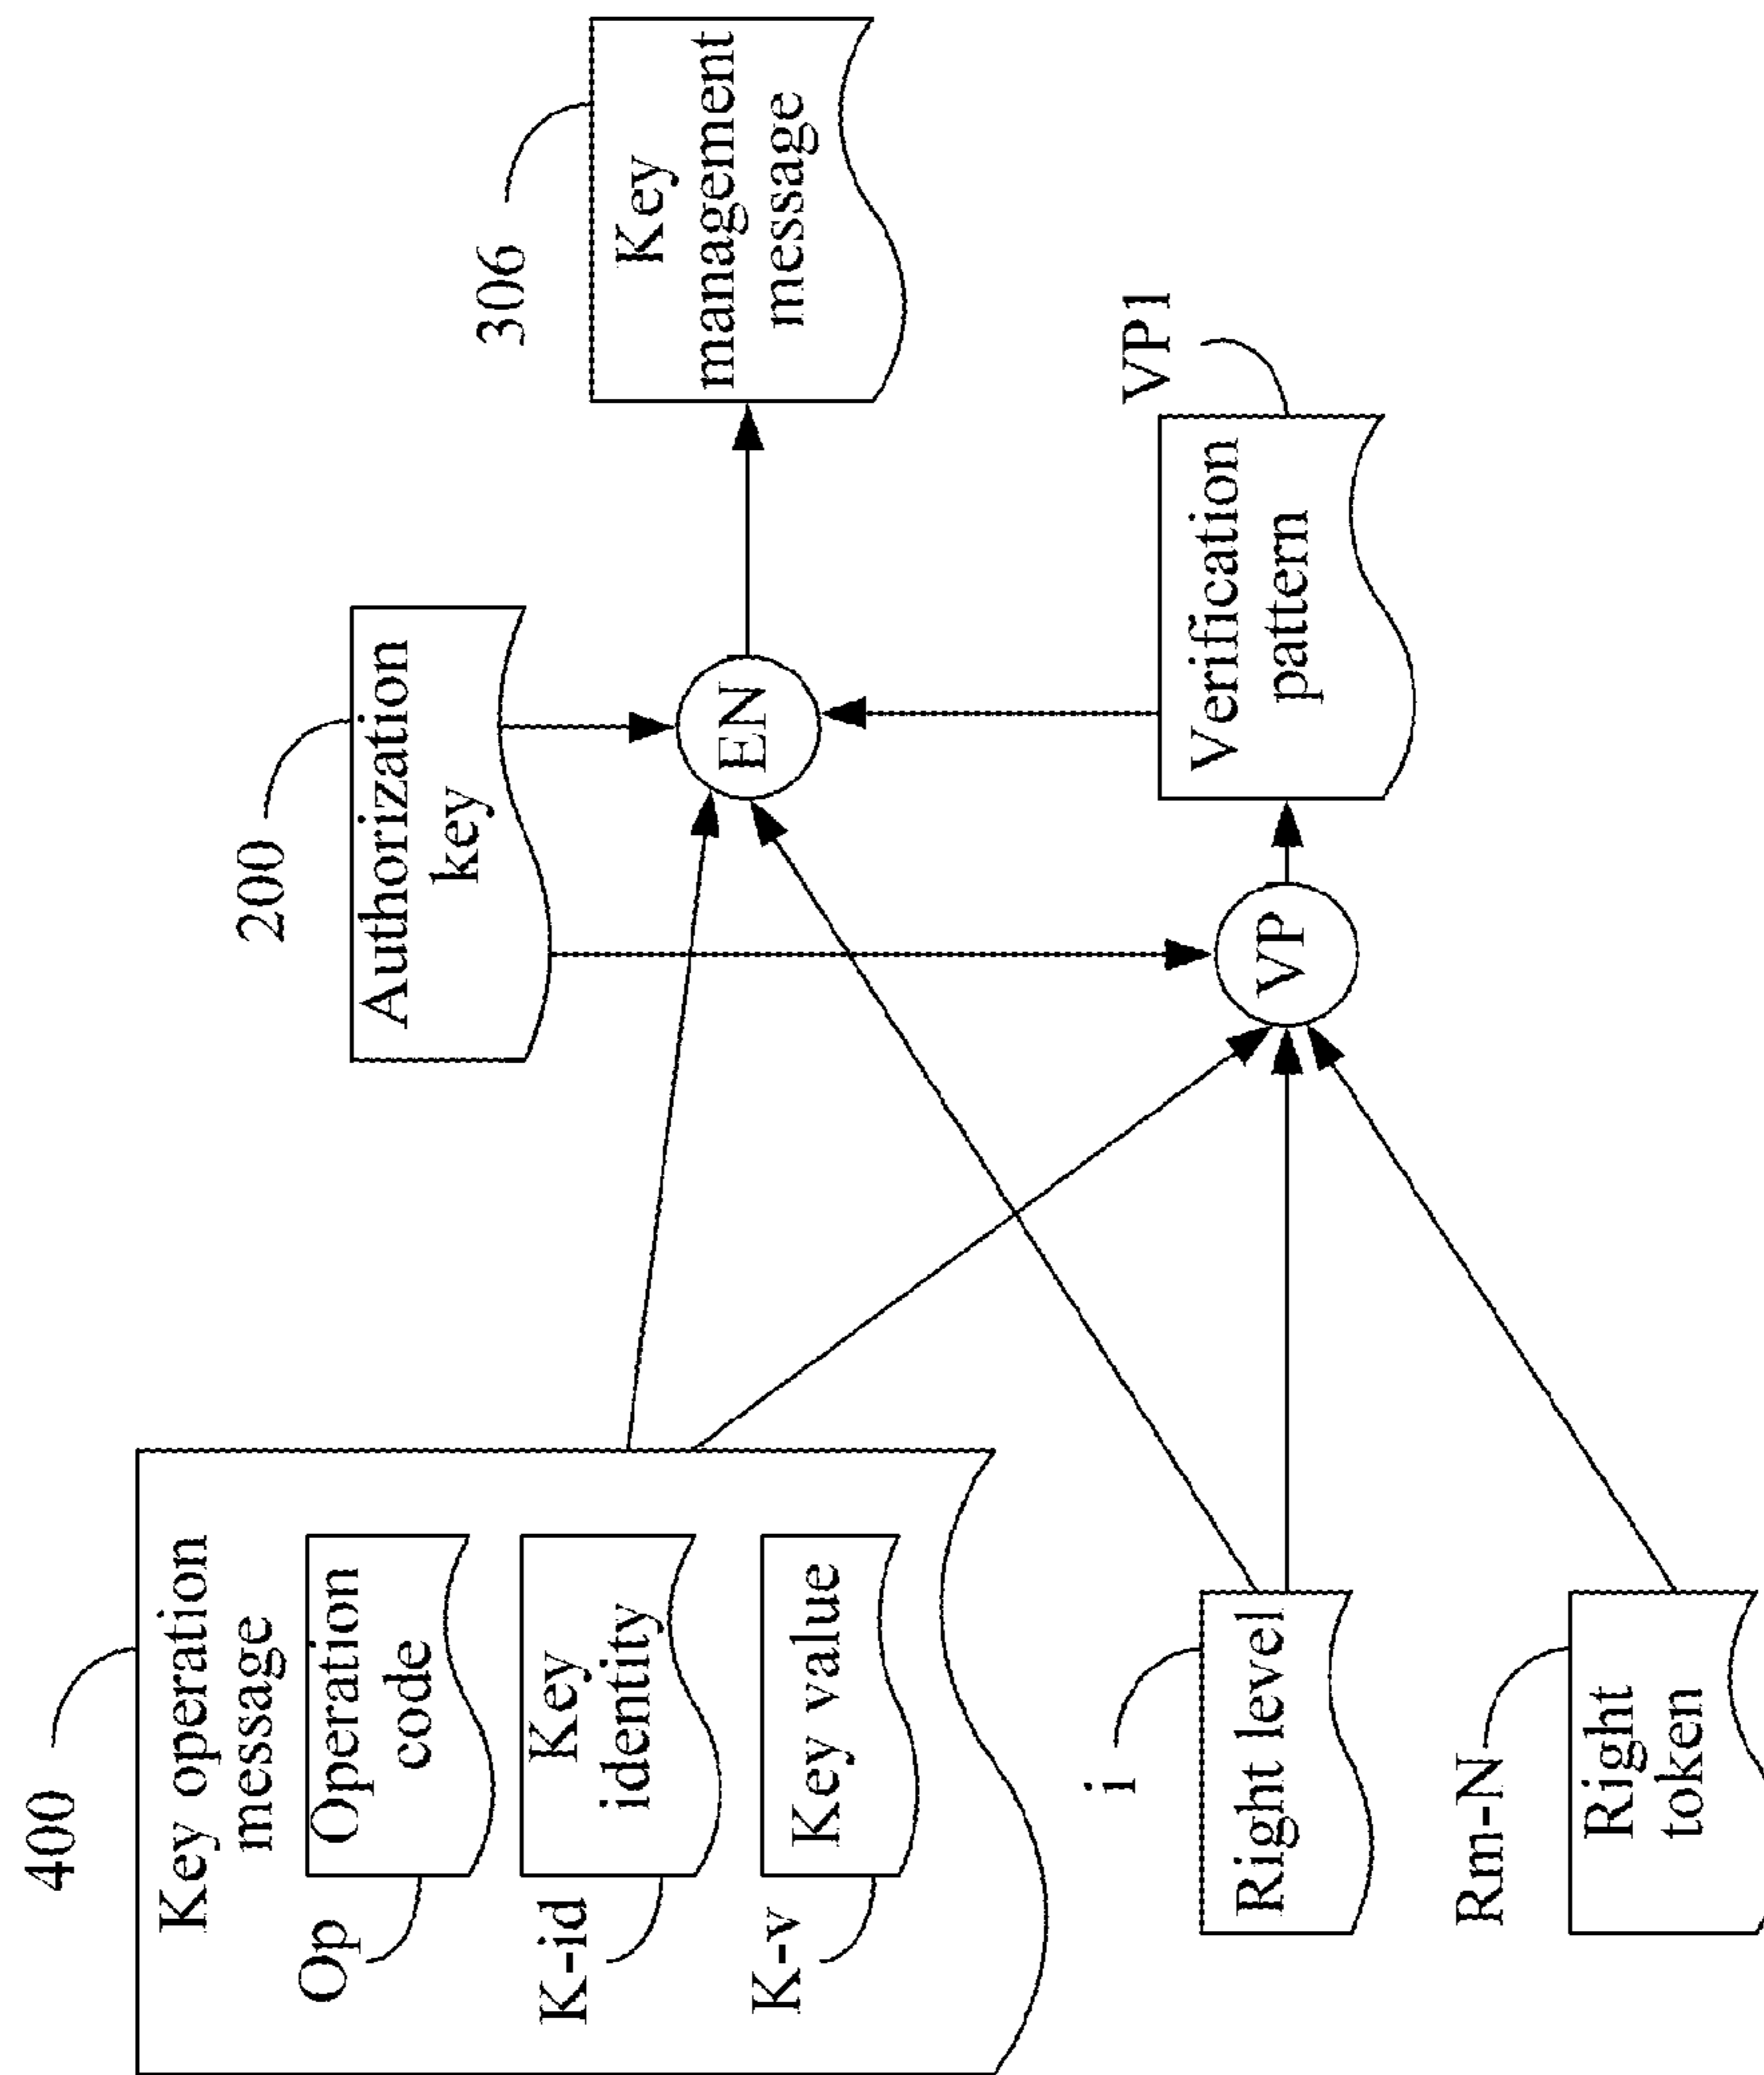 400
Key operation
message
Op
Operation
code
K-id
Key
identity
K-v
Key value
i
Right level
Rm-N
Right
token
200
Authorization
key
EN
VP
306
Key
management
message
VP1
Verification
pattern